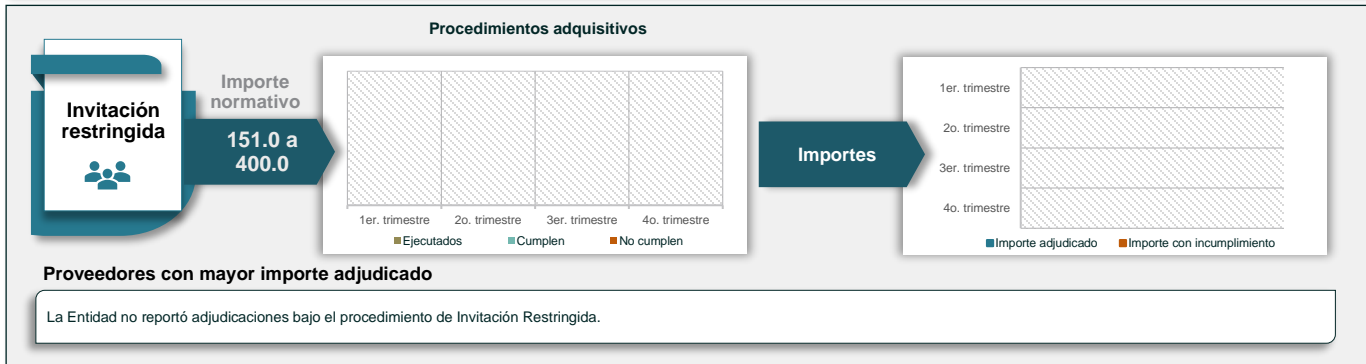 Procedimientos adquisitivos
Invitación
restringida
Importe
normativo
151.0 a
400.0
1er. trimestre
2o. trimestre
3er. trimestre
4o. trimestre
Ejecutados
Cumplen
No cumplen
Importes
1er. trimestre
2o. trimestre
3er. trimestre
4o. trimestre
Importe adjudicado
Importe con incumplimiento
Proveedores con mayor importe adjudicado
La Entidad no reportó adjudicaciones bajo el procedimiento de Invitación Restringida.